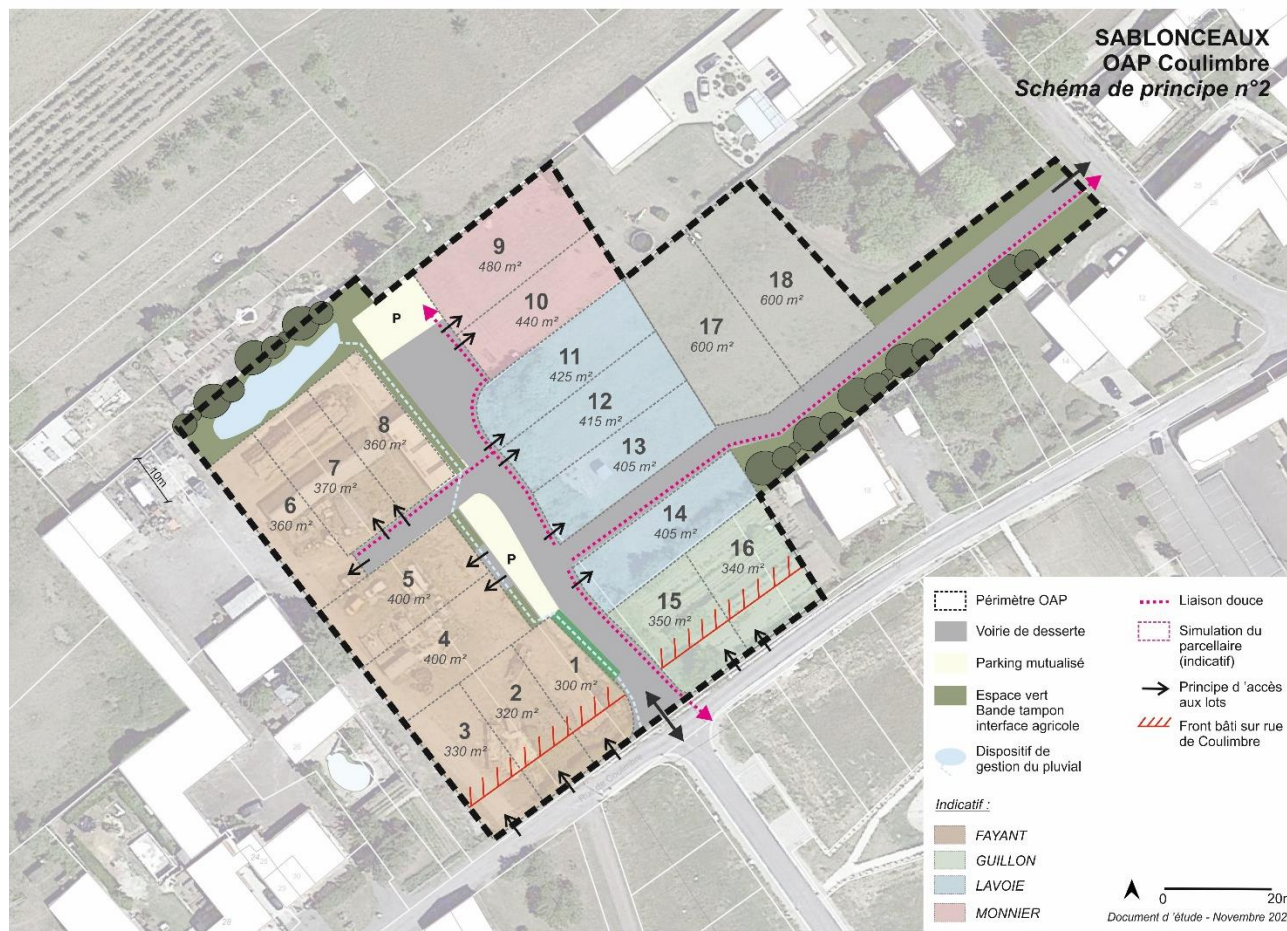 SABLONCEAUX
OAP Coulimbre
Schéma de principe n°2
9
480 m²
10
440 m²
18
600 m²
17
600 m²
P
11
425 m²
12
415 m²
13
405 m²
8
360 m²
7
370 m²
6
360 m²
10m
14
405 m²
16
340 m²
15
350 m²
P
5
400 m²
4
400 m²
1
300 m²
2
320 m²
3
330 m²
Périmètre OAP
Voirie de desserte
Parking mutualisé
Espace vert
Bande tampon
interface agricole
Dispositif de
gestion du pluvial
Liaison douce
Simulation du
parcellaire
(indicatif)
Principe d 'accès
aux lots
Front bâti sur rue
de Coulimbre
Indicatif :
FAYANT
GUILLON
LAVOIE
MONNIER
20m
Document d 'étude - Novembre 202